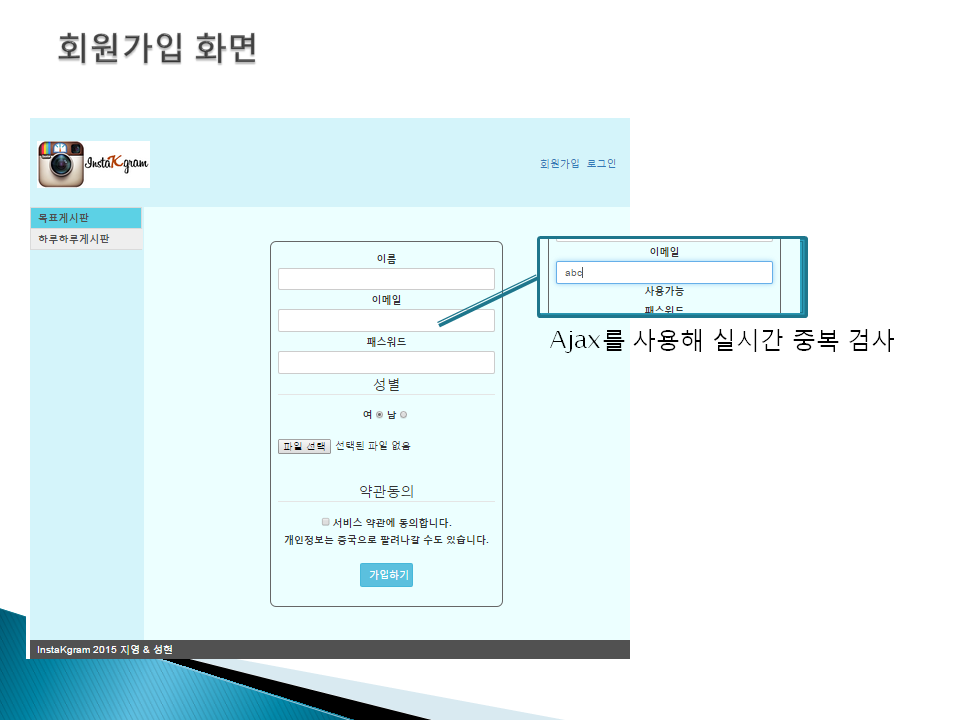 회원가입 화면
InstaKgram
회원가입 로그인
목표게시판
하루하루게시판
이름
이메일
패스워드
성별
여 남
파일 선택 선택된 파일 없음
약관동의
서비스 약관에 동의합니다.
개인정보는 중국으로 팔려나갈 수도 있습니다.
가입하기
이메일
abc
사용가능
패스워드
Ajax를 사용해 실시간 중복 검사
InstaKgram 2015 지영 & 성현